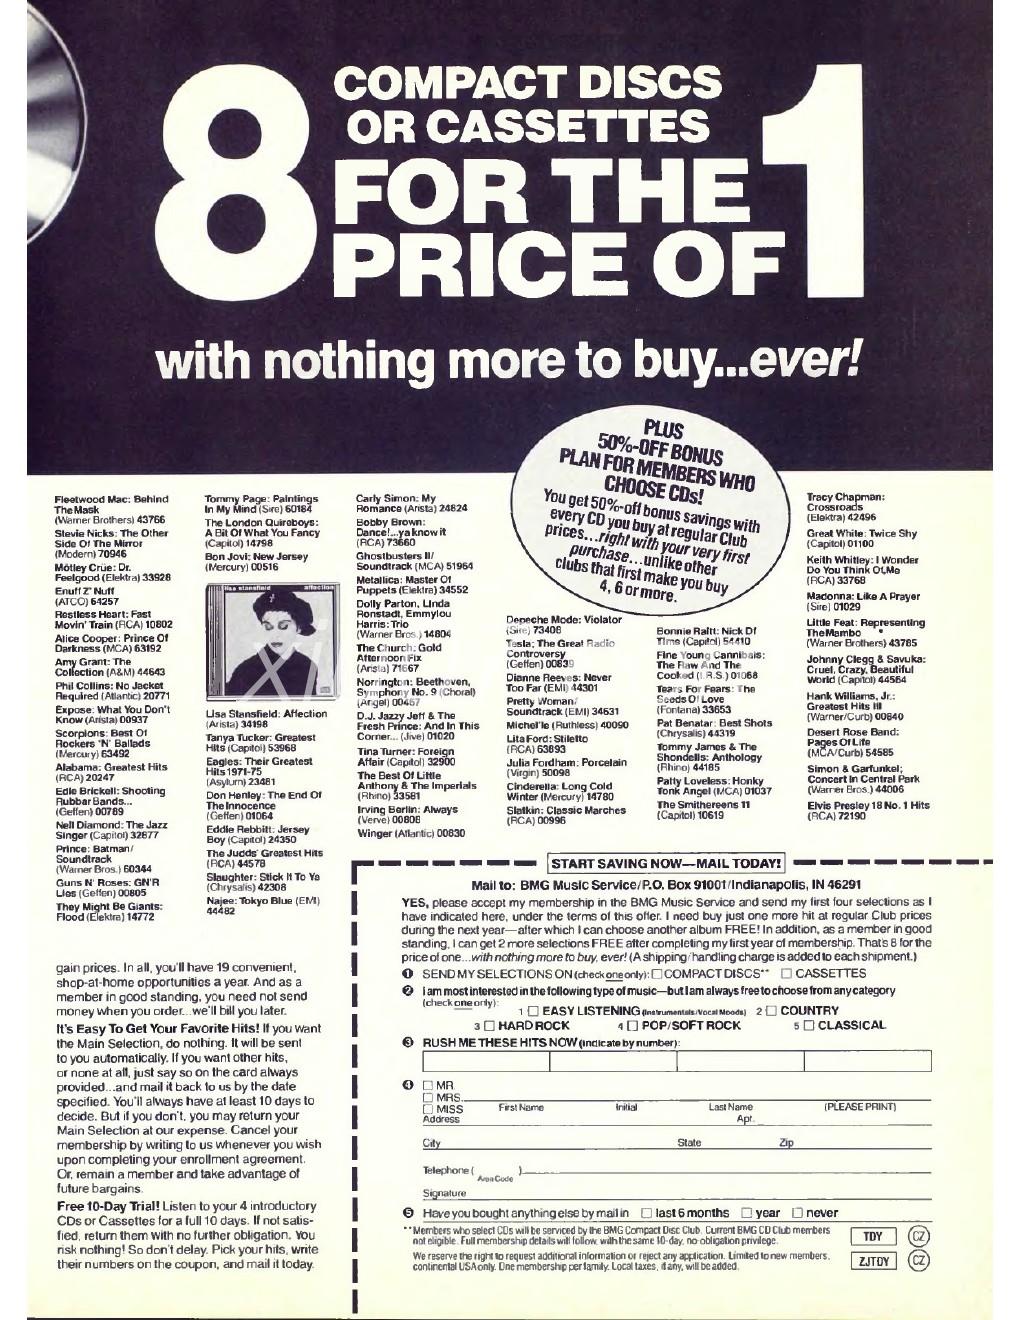 8
COMPACT DISCS
OR CASSETTES
FOR THE
PRICE OF
1
with nothing more to buy...ever!
PLUS
50%-OFF BONUS
PLAN FOR MEMBERS WHO
CHOOSE CDs!
You get 50%-off bonus savings with
every CD you buy at regular Club
prices...right with your very first
purchase...unlike other
clubs that first make you buy
4, 6 or more.
Fleetwood Mac: Behind
The Mask
(Warner Brothers) 43766
Stevie Nicks: The Other
Side Of The Mirror
(Modern) 70946
Mötley Crüe: Dr.
Feelgood (Elektra) 33928
Enuff Z' Nuff
(ATCO) 64257
Restless Heart: Fast
Movin' Train (RCA) 10802
Alice Cooper: Prince Of
Darkness (MCA) 63192
Amy Grant: The
Collection (A&M) 44643
Phil Collins: No Jacket
Required (Atlantic) 20771
Expose: What You Don't
Know (Arista) 00937
Scorpions: Best Of
Rockers 'N' Ballads
(Mercury) 63492
Alabama: Greatest Hits
(RCA) 20247
Edie Brickell: Shooting
Rubber Bands...
(Geffen) 00789
Neil Diamond: The Jazz
Singer (Capitol) 32877
Prince: Batman/
Soundtrack
(Warner Bros.) 60344
Guns N' Roses: GN'R
Lies (Geffen) 00805
They Might Be Giants:
Flood (Elektra) 14772
Tommy Page: Paintings
In My Mind (Sire) 60184
The London Quireboys:
A Bit Of What You Fancy
(Capitol) 14798
Bon Jovi: New Jersey
(Mercury) 00516
lisa stansfield affection
Lisa Stansfield: Affection
(Arista) 34198
Tanya Tucker: Greatest
Hits (Capitol) 53968
Eagles: Their Greatest
Hits 1971-75
(Asylum) 23481
Don Henley: The End Of
The Innocence
(Geffen) 01064
Eddie Rabbitt: Jersey
Boy (Capitol) 24350
The Judds' Greatest Hits
(RCA) 44578
Slaughter: Stick It To Ya
(Chrysalis) 42308
Najee: Tokyo Blue (EMI)
44482
Carly Simon: My
Romance (Arista) 24824
Bobby Brown:
Dance!...ya know it
(RCA) 73660
Ghostbusters II/
Soundtrack (MCA) 51964
Metallica: Master Of
Puppets (Elektra) 34552
Dolly Parton, Linda
Ronstadt, Emmylou
Harris: Trio
(Warner Bros.) 14804
The Church: Gold
Afternoon Fix
(Arista) 71667
Norrington: Beethoven,
Symphony No. 9 (Choral)
(Angel) 00467
D.J. Jazzy Jeff & The
Fresh Prince: And In This
Corner... (Jive) 01020
Tina Turner: Foreign
Affair (Capitol) 32900
The Best Of Little
Anthony & The Imperials
(Rhino) 33581
Irving Berlin: Always
(Verve) 00808
Winger (Atlantic) 00830
Depeche Mode: Violator
(Sire) 73408
Tesla: The Great Radio
Controversy
(Geffen) 00839
Dianne Reeves: Never
Too Far (EMI) 44301
Pretty Woman/
Soundtrack (EMI) 34631
Michel'le (Ruthless) 40090
Lita Ford: Stiletto
(RCA) 63893
Julia Fordham: Porcelain
(Virgin) 50098
Cinderella: Long Cold
Winter (Mercury) 14780
Slatkin: Classic Marches
(RCA) 00996
Bonnie Raitt: Nick Of
Time (Capitol) 54410
Fine Young Cannibals:
The Raw And The
Cooked (I.R.S.) 01068
Tears For Fears: The
Seeds Of Love
(Fontana) 33653
Pat Benatar: Best Shots
(Chrysalis) 44319
Tommy James & The
Shondells: Anthology
(Rhino) 44185
Patty Loveless: Honky
Tonk Angel (MCA) 01037
The Smithereens 11
(Capitol) 10619
Tracy Chapman:
Crossroads
(Elektra) 42496
Great White: Twice Shy
(Capitol) 01100
Keith Whitley: I Wonder
Do You Think Of Me
(RCA) 33768
Madonna: Like A Prayer
(Sire) 01029
Little Feat: Representing
The Mambo
(Warner Brothers) 43765
Johnny Clegg & Savuka:
Cruel, Crazy, Beautiful
World (Capitol) 44564
Hank Williams, Jr.:
Greatest Hits III
(Warner/Curb) 00840
Desert Rose Band:
Pages Of Life
(MCA/Curb) 54585
Simon & Garfunkel;
Concert In Central Park
(Warner Bros.) 44006
Elvis Presley 18 No. 1 Hits
(RCA) 72190
gain prices. In all, you'll have 19 convenient,
shop-at-home opportunities a year. And as a
member in good standing, you need not send
money when you order...we'll bill you later.
It's Easy To Get Your Favorite Hits! If you want
the Main Selection, do nothing. It will be sent
to you automatically. If you want other hits,
or none at all, just say so on the card always
provided...and mail it back to us by the date
specified. You'll always have at least 10 days to
decide. But if you don't, you may return your
Main Selection at our expense. Cancel your
membership by writing to us whenever you wish
upon completing your enrollment agreement.
Or, remain a member and take advantage of
future bargains.
Free 10-Day Trial! Listen to your 4 introductory
CDs or Cassettes for a full 10 days. If not satis-
fied, return them with no further obligation. You
risk nothing! So don't delay. Pick your hits, write
their numbers on the coupon, and mail it today.
START SAVING NOW—MAIL TODAY!
Mail to: BMG Music Service/P.O. Box 91001/Indianapolis, IN 46291
YES, please accept my membership in the BMG Music Service and send my first four selections as I
have indicated here, under the terms of this offer. I need buy just one more hit at regular Club prices
during the next year—after which I can choose another album FREE! In addition, as a member in good
standing, I can get 2 more selections FREE after completing my first year of membership. That's 8 for the
price of one...with nothing more to buy, ever! (A shipping/handling charge is added to each shipment.)
1 SEND MY SELECTIONS ON (check one only): COMPACT DISCS** CASSETTES
2 I am most interested in the following type of music—but I am always free to choose from any category
(check one only):
1 EASY LISTENING (Instrumentals/Vocal Moods) 2 COUNTRY
3 HARD ROCK 4 POP/SOFT ROCK 5 CLASSICAL
3 RUSH ME THESE HITS NOW (indicate by number):
4 MR.
MRS.
MISS First Name Initial Last Name (PLEASE PRINT)
Address Apt.
City State Zip
Telephone ( )
Area Code
Signature
5 Have you bought anything else by mail in last 6 months year never
**Members who select CDs will be serviced by the BMG Compact Disc Club. Current BMG CD Club members
not eligible. Full membership details will follow, with the same 10-day, no-obligation privilege.
We reserve the right to request additional information or reject any application. Limited to new members,
continental USA only. One membership per family. Local taxes, if any, will be added.
TDY CZ
ZJTDY CZ